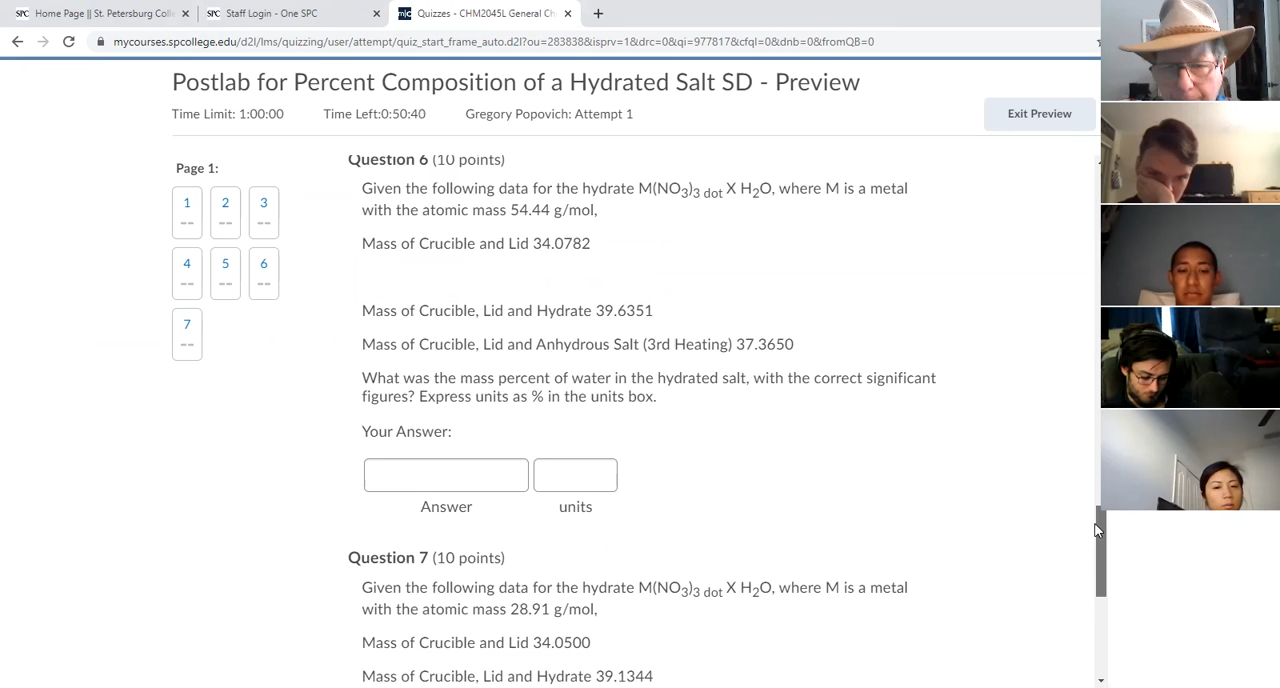 SPC Home Page || St. Petersburg Coll
SPC Staff Login - One SPC
m|c Quizzes - CHM2045L General Ch
mycourses.spcollege.edu/d2l/lms/quizzing/user/attempt/quiz_start_frame_auto.d2l?ou=283838&isprv=1&drc=0&qi=977817&cfql=0&dnb=0&fromQB=0
Postlab for Percent Composition of a Hydrated Salt SD - Preview
Time Limit: 1:00:00 Time Left:0:50:40 Gregory Popovich: Attempt 1
Exit Preview
Page 1:
1 2 3
-- -- --
4 5 6
-- -- --
7
--
Question 6 (10 points)
Given the following data for the hydrate M(NO3)3 dot X H2O, where M is a metal
with the atomic mass 54.44 g/mol,
Mass of Crucible and Lid 34.0782
Mass of Crucible, Lid and Hydrate 39.6351
Mass of Crucible, Lid and Anhydrous Salt (3rd Heating) 37.3650
What was the mass percent of water in the hydrated salt, with the correct significant
figures? Express units as % in the units box.
Your Answer:
Answer units
Question 7 (10 points)
Given the following data for the hydrate M(NO3)3 dot X H2O, where M is a metal
with the atomic mass 28.91 g/mol,
Mass of Crucible and Lid 34.0500
Mass of Crucible, Lid and Hydrate 39.1344